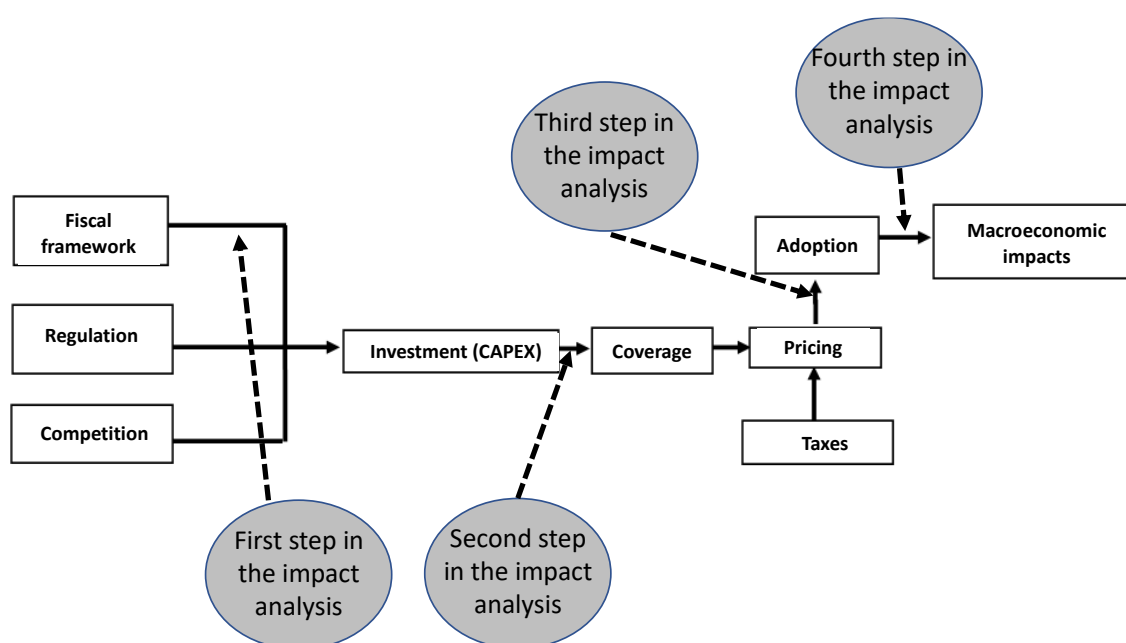 Fourth step in
the impact
analysis
Third step in
the impact
analysis
Fiscal
framework
Adoption
Macroeconomic
impacts
Regulation
Investment (CAPEX)
Coverage
Pricing
Competition
Taxes
First step in
the impact
analysis
Second step
in the impact
analysis